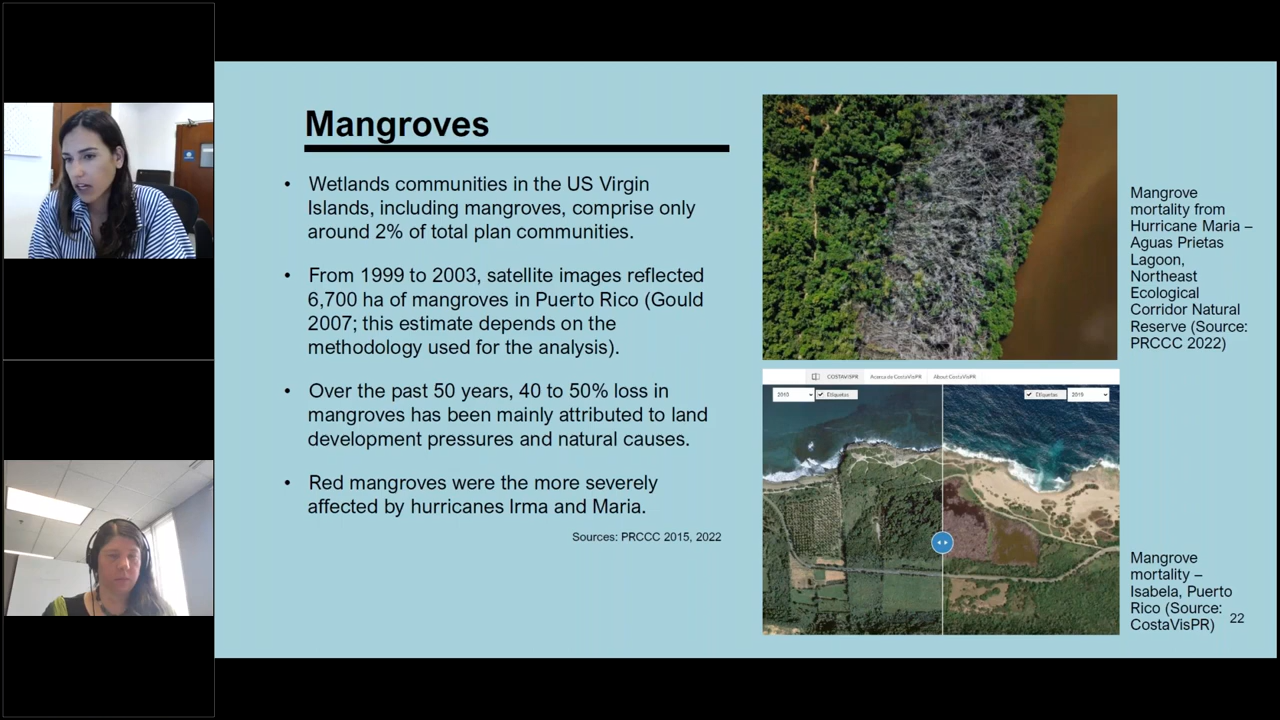 Mangroves
• Wetlands communities in the US Virgin
Islands, including mangroves, comprise only
around 2% of total plan communities.
• From 1999 to 2003, satellite images reflected
6,700 ha of mangroves in Puerto Rico (Gould
2007; this estimate depends on the
methodology used for the analysis).
• Over the past 50 years, 40 to 50% loss in
mangroves has been mainly attributed to land
development pressures and natural causes.
• Red mangroves were the more severely
affected by hurricanes Irma and Maria.
Sources: PRCCC 2015, 2022
Mangrove
mortality from
Hurricane Maria –
Aguas Prietas
Lagoon,
Northeast
Ecological
Corridor Natural
Reserve (Source:
PRCCC 2022)
COSTAVISPR Acerca de CostaVisPR About CostaVisPR
Etiquetas Etiquetas 2019
Mangrove
mortality –
Isabela, Puerto
Rico (Source:
CostaVisPR)
22